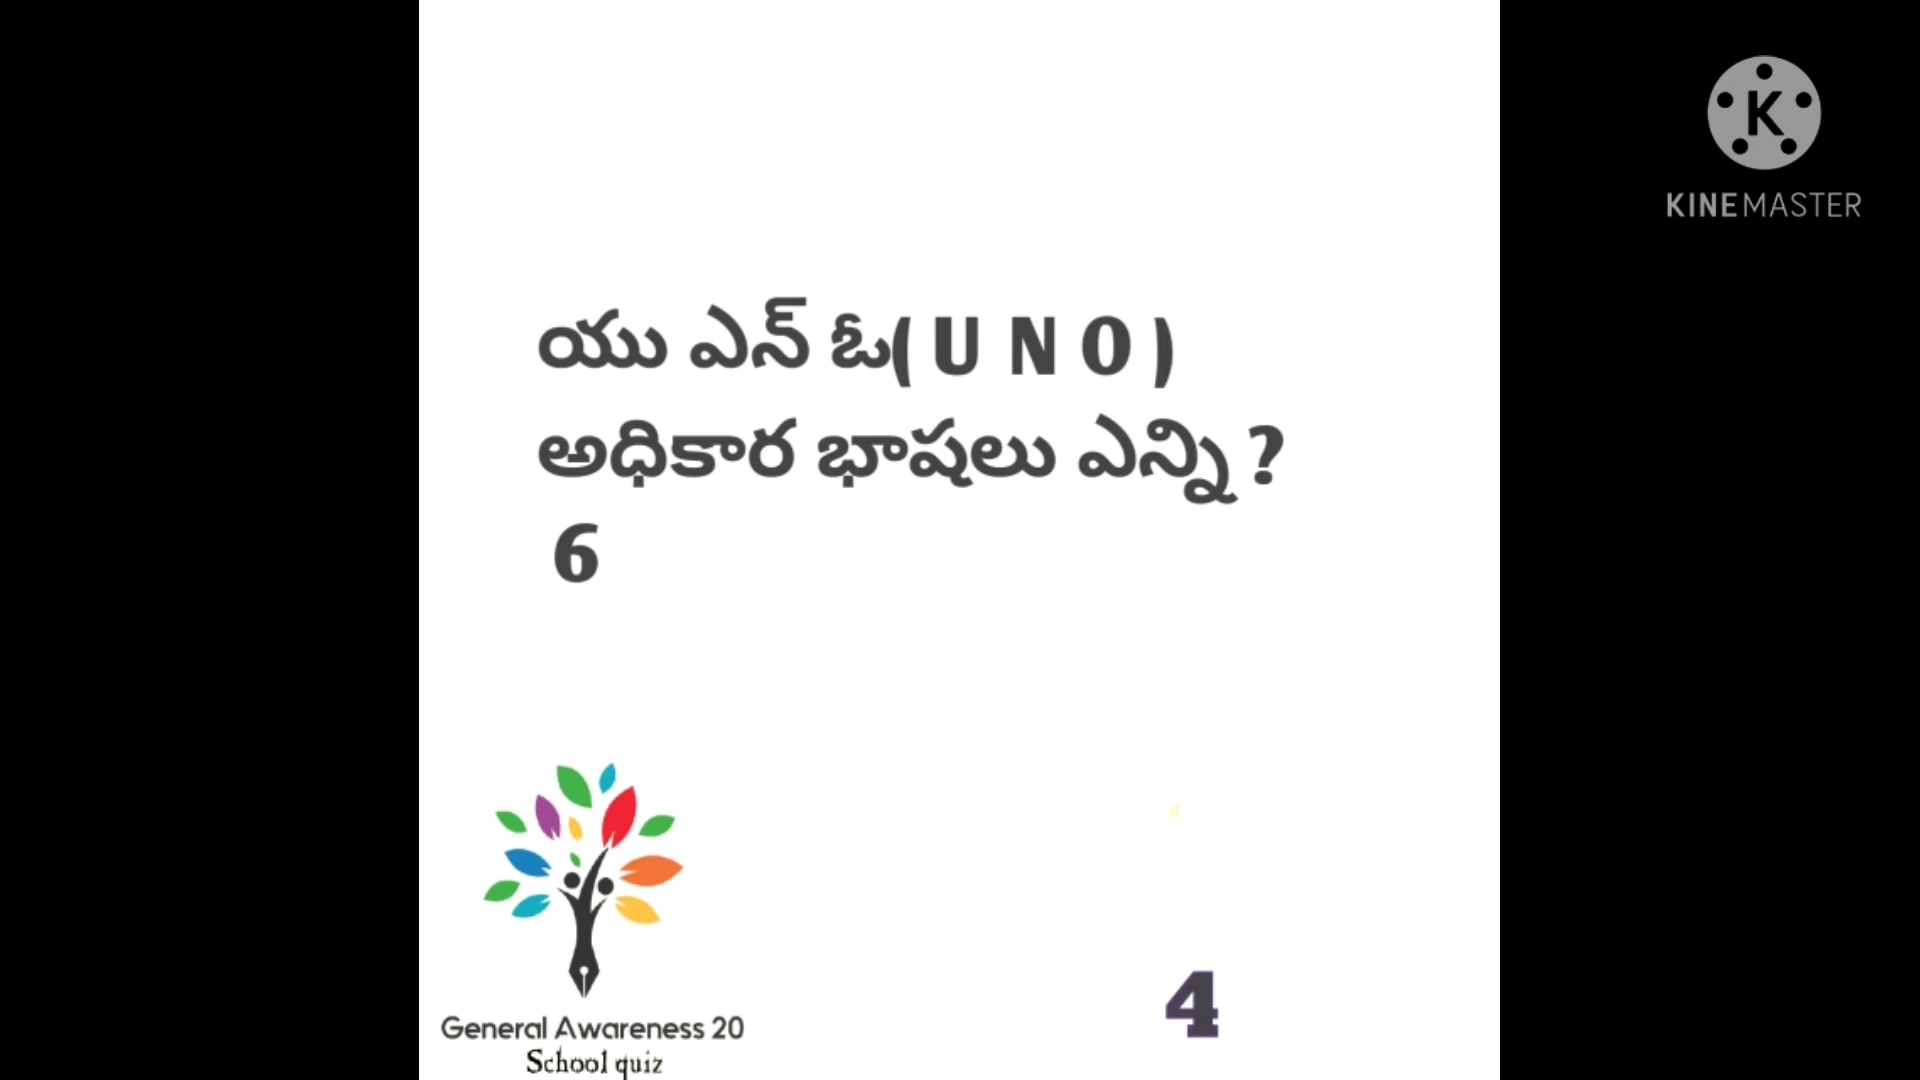 యు ఎన్ ఓ( U N O )
అధికార భాషలు ఎన్ని ?
6
K
KINEMASTER
General Awareness 20
School quiz
4